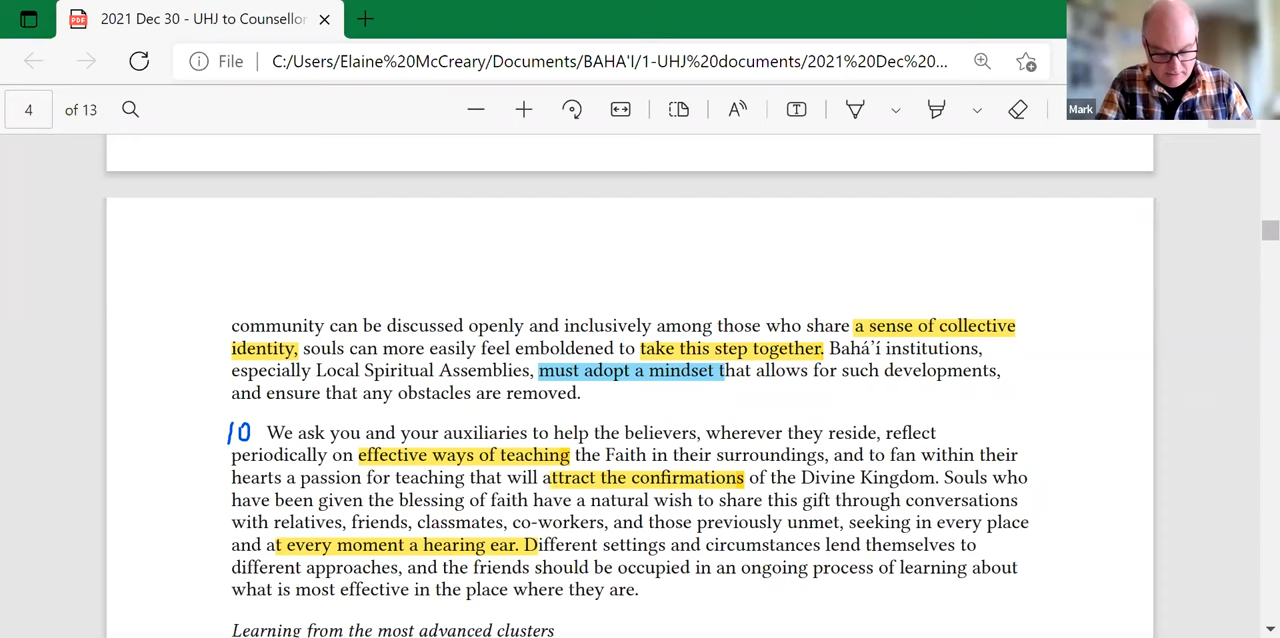 2021 Dec 30 - UHJ to Counsellor
File
C:/Users/Elaine%20McCreary/Documents/BAHA'I/1-UHJ%20documents/2021%20Dec%20...
4 of 13
Mark
community can be discussed openly and inclusively among those who share a sense of collective
identity, souls can more easily feel emboldened to take this step together. Bahá’í institutions,
especially Local Spiritual Assemblies, must adopt a mindset that allows for such developments,
and ensure that any obstacles are removed.
10 We ask you and your auxiliaries to help the believers, wherever they reside, reflect
periodically on effective ways of teaching the Faith in their surroundings, and to fan within their
hearts a passion for teaching that will attract the confirmations of the Divine Kingdom. Souls who
have been given the blessing of faith have a natural wish to share this gift through conversations
with relatives, friends, classmates, co-workers, and those previously unmet, seeking in every place
and at every moment a hearing ear. Different settings and circumstances lend themselves to
different approaches, and the friends should be occupied in an ongoing process of learning about
what is most effective in the place where they are.
Learning from the most advanced clusters